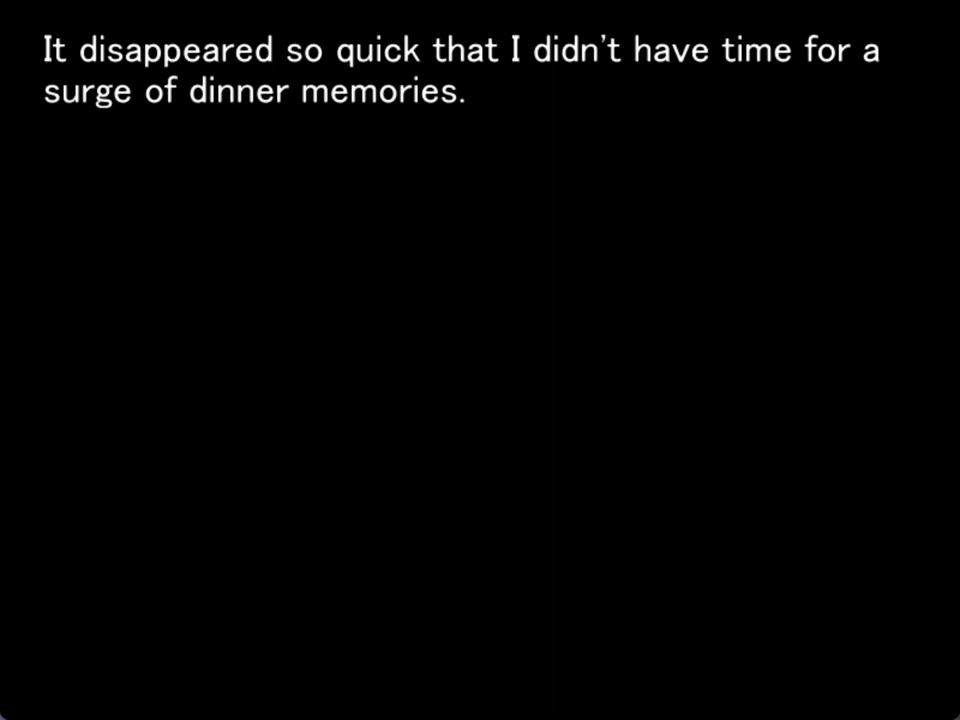 It disappeared so quick that I didn't have time for a
surge of dinner memories.